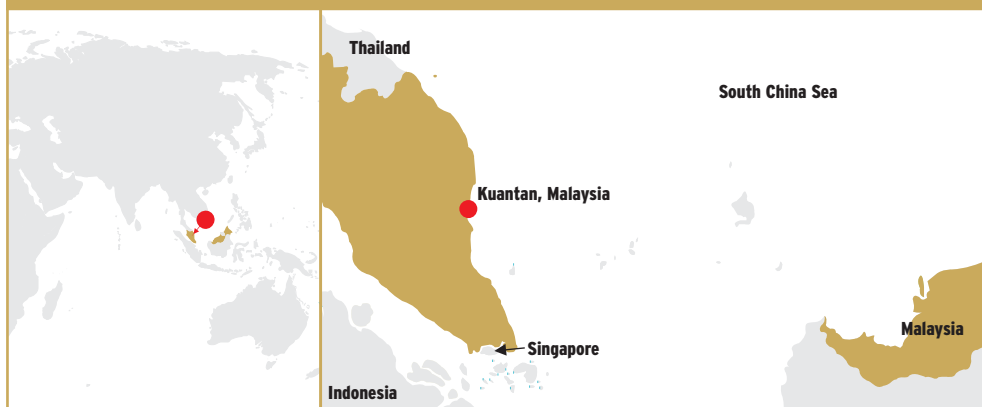 Thailand
South China Sea
Kuantan, Malaysia
Malaysia
Singapore
Indonesia